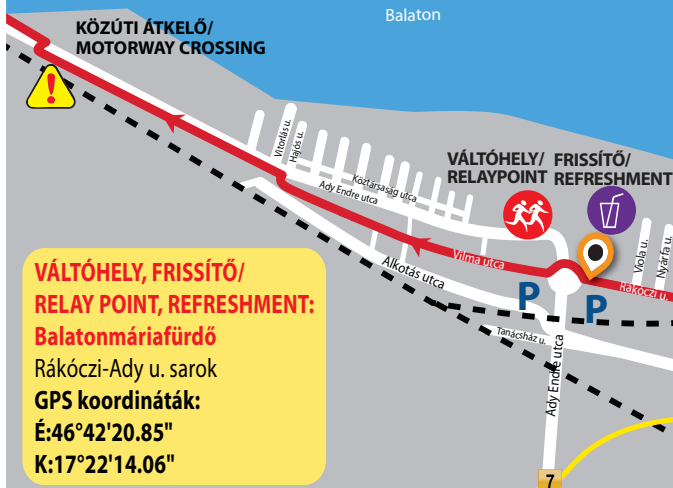 Balaton
KÖZÚTI ÁTKELŐ/
MOTORWAY CROSSING
Vitorlás u.
Hajós u.
Köztársaság utca
Ady Endre utca
VÁLTÓHELY/
RELAYPOINT
FRISSÍTŐ/
REFRESHMENT
Viola u.
Nyárfa u.
Vilma utca
Rákóczi u.
Alkotás utca
P
P
Tanácsház u.
Ady Endre utca
7
VÁLTÓHELY, FRISSÍTŐ/
RELAY POINT, REFRESHMENT:
Balatonmáriafürdő
Rákóczi-Ady u. sarok
GPS koordináták:
É:46°42'20.85"
K:17°22'14.06"